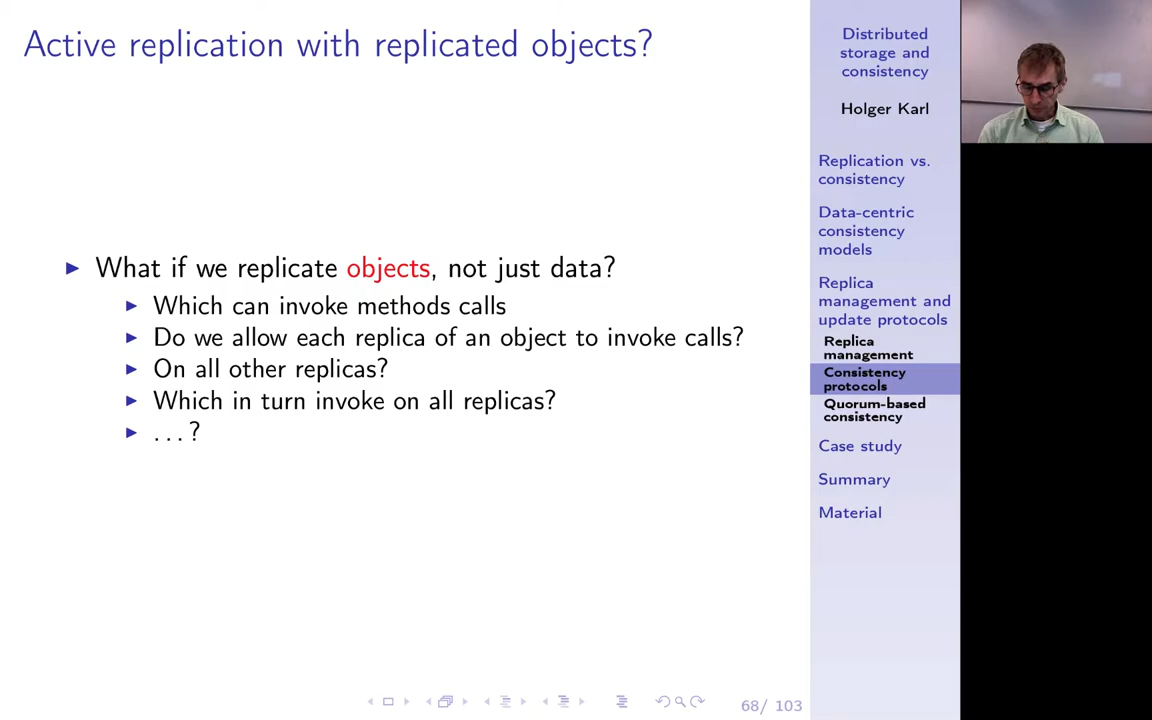 Active replication with replicated objects?
What if we replicate objects, not just data?
Which can invoke methods calls
Do we allow each replica of an object to invoke calls?
On all other replicas?
Which in turn invoke on all replicas?
...?
68/ 103
Distributed
storage and
consistency
Holger Karl
Replication vs.
consistency
Data-centric
consistency
models
Replica
management and
update protocols
Replica
management
Consistency
protocols
Quorum-based
consistency
Case study
Summary
Material